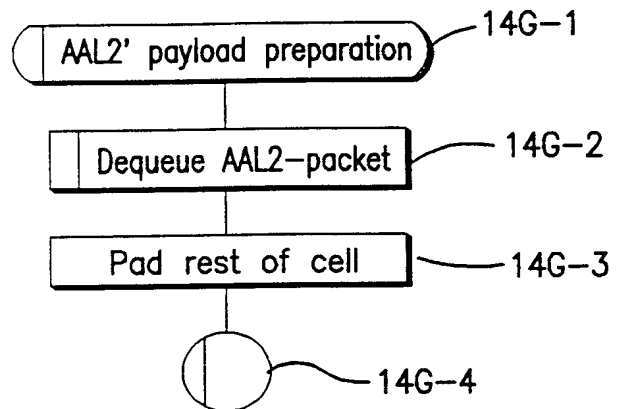 14G-1
AAL2' payload preparation
14G-2
Dequeue AAL2-packet
Pad rest of cell
14G-3
14G-4